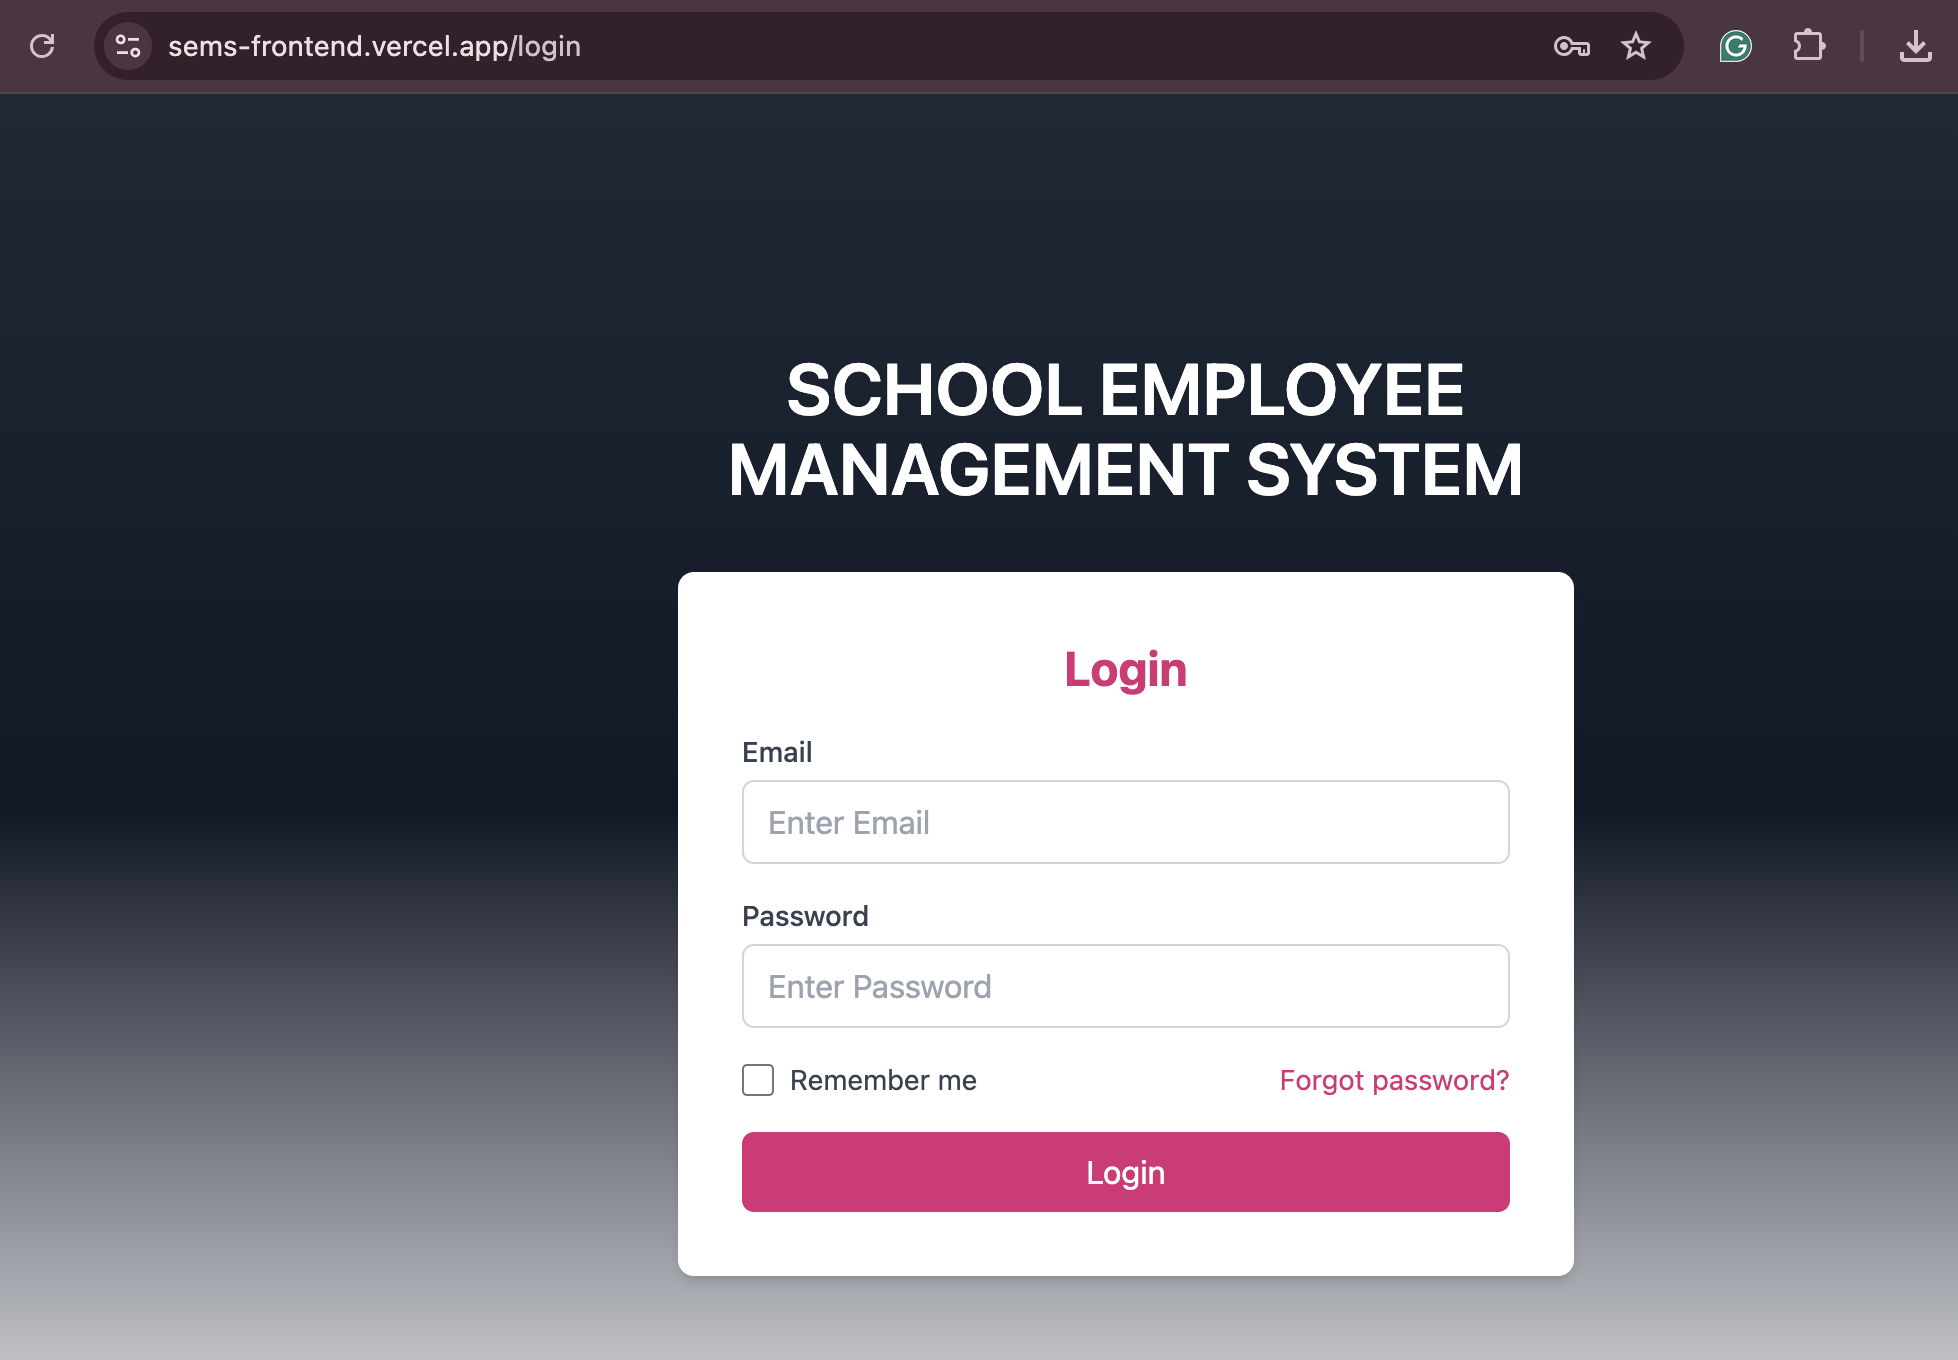 sems-frontend.vercel.app/login
SCHOOL EMPLOYEE
MANAGEMENT SYSTEM
Login
Email
Enter Email
Password
Enter Password
Remember me
Forgot password?
Login